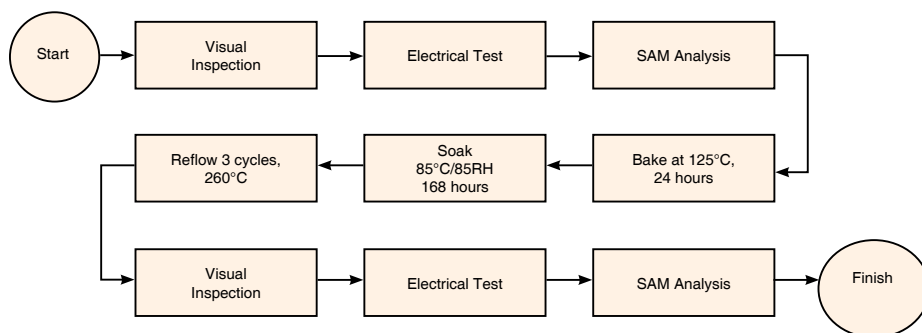 Start
Visual
Inspection
Electrical Test
SAM Analysis
Bake at 125°C,
24 hours
Soak
85°C/85RH
168 hours
Reflow 3 cycles,
260°C
Visual
Inspection
Electrical Test
SAM Analysis
Finish